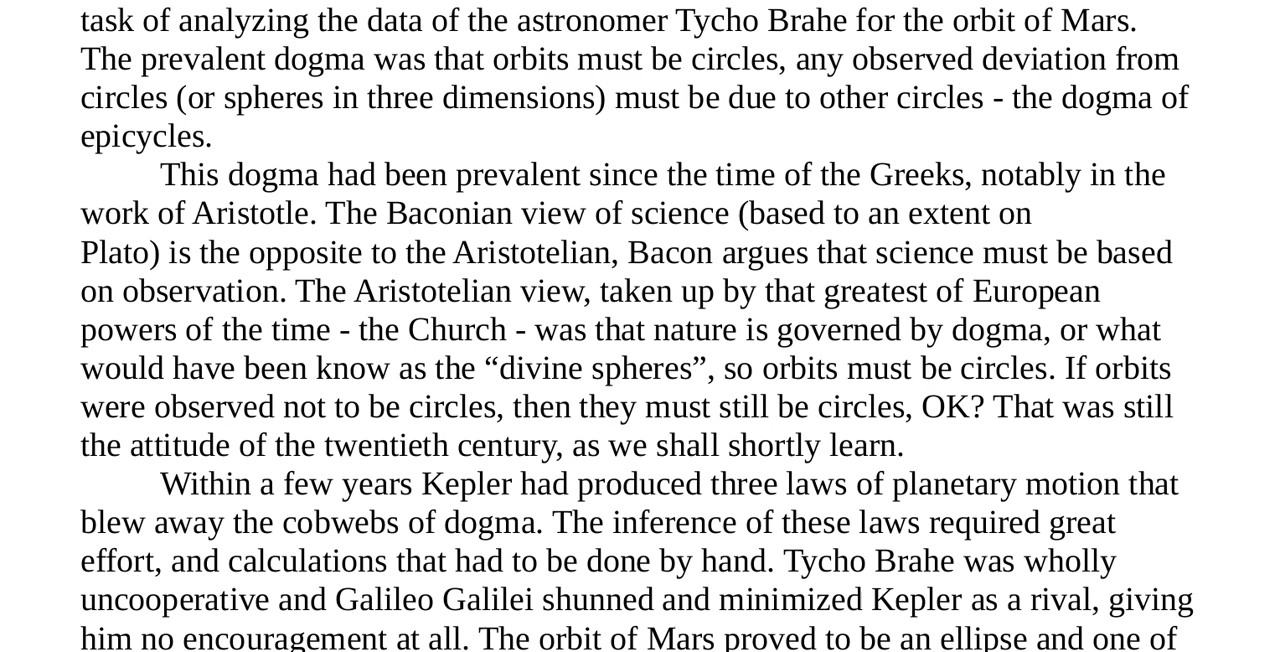 task of analyzing the data of the astronomer Tycho Brahe for the orbit of Mars.
The prevalent dogma was that orbits must be circles, any observed deviation from
circles (or spheres in three dimensions) must be due to other circles - the dogma of
epicycles.
This dogma had been prevalent since the time of the Greeks, notably in the
work of Aristotle. The Baconian view of science (based to an extent on
Plato) is the opposite to the Aristotelian, Bacon argues that science must be based
on observation. The Aristotelian view, taken up by that greatest of European
powers of the time - the Church - was that nature is governed by dogma, or what
would have been know as the “divine spheres”, so orbits must be circles. If orbits
were observed not to be circles, then they must still be circles, OK? That was still
the attitude of the twentieth century, as we shall shortly learn.
Within a few years Kepler had produced three laws of planetary motion that
blew away the cobwebs of dogma. The inference of these laws required great
effort, and calculations that had to be done by hand. Tycho Brahe was wholly
uncooperative and Galileo Galilei shunned and minimized Kepler as a rival, giving
him no encouragement at all. The orbit of Mars proved to be an ellipse and one of